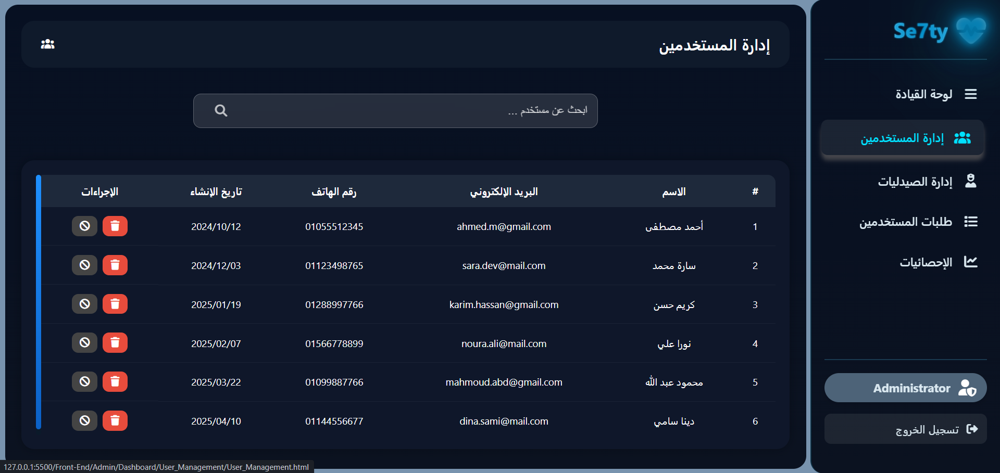 Se7ty
لوحة القيادة
إدارة المستخدمين
إدارة الصيدليات
طلبات المستخدمين
الإحصائيات
Administrator
تسجيل الخروج
إدارة المستخدمين
ابحث عن مستخدم ...
# الاسم البريد الإلكتروني رقم الهاتف تاريخ الإنشاء الإجراءات
1 أحمد مصطفى ahmed.m@gmail.com 01055512345 2024/10/12
2 سارة محمد sara.dev@mail.com 01123498765 2024/12/03
3 كريم حسن karim.hassan@gmail.com 01288997766 2025/01/19
4 نورا علي noura.ali@mail.com 01566778899 2025/02/07
5 محمود عبد الله mahmoud.abd@gmail.com 01099887766 2025/03/22
6 دينا سامي dina.sami@mail.com 01144556677 2025/04/10
127.0.0.1:5500/Front-End/Admin/Dashboard/User_Management/User_Management.html